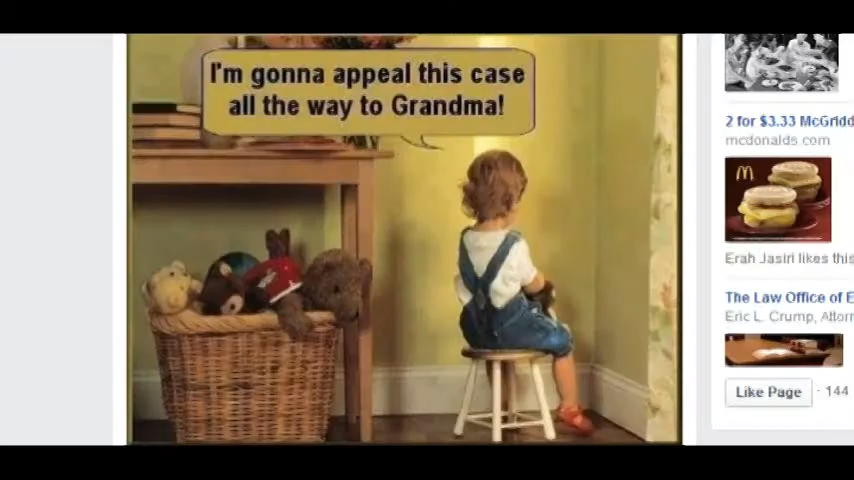 I'm gonna appeal this case
all the way to Grandma!
2 for $3.33 McGridd
mcdonalds.com
Erah Jasiri likes this
The Law Office of E
Eric L. Crump, Attorn
Like Page · 144